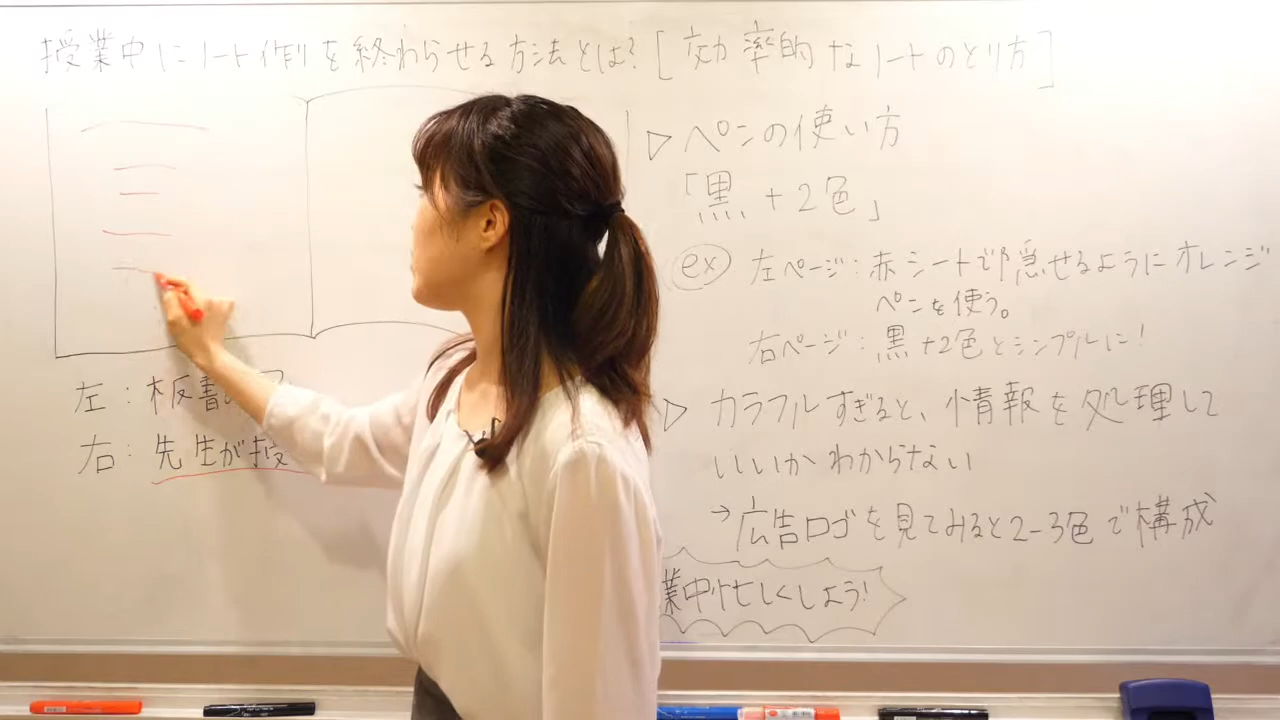 授業中にノート作りを終わらせる方法とは？[効率的なノートのとり方]
左：板書
右：先生が授
▷ ペンの使い方
「黒 + 2色」
ex 左ページ：赤シートで隠せるようにオレンジ
ペンを使う。
右ページ：黒+2色とシンプルに！
▷ カラフルすぎると、情報を処理して
いいかわからない
→広告ロゴを見てみると2-3色で構成
業中忙しくしよう！